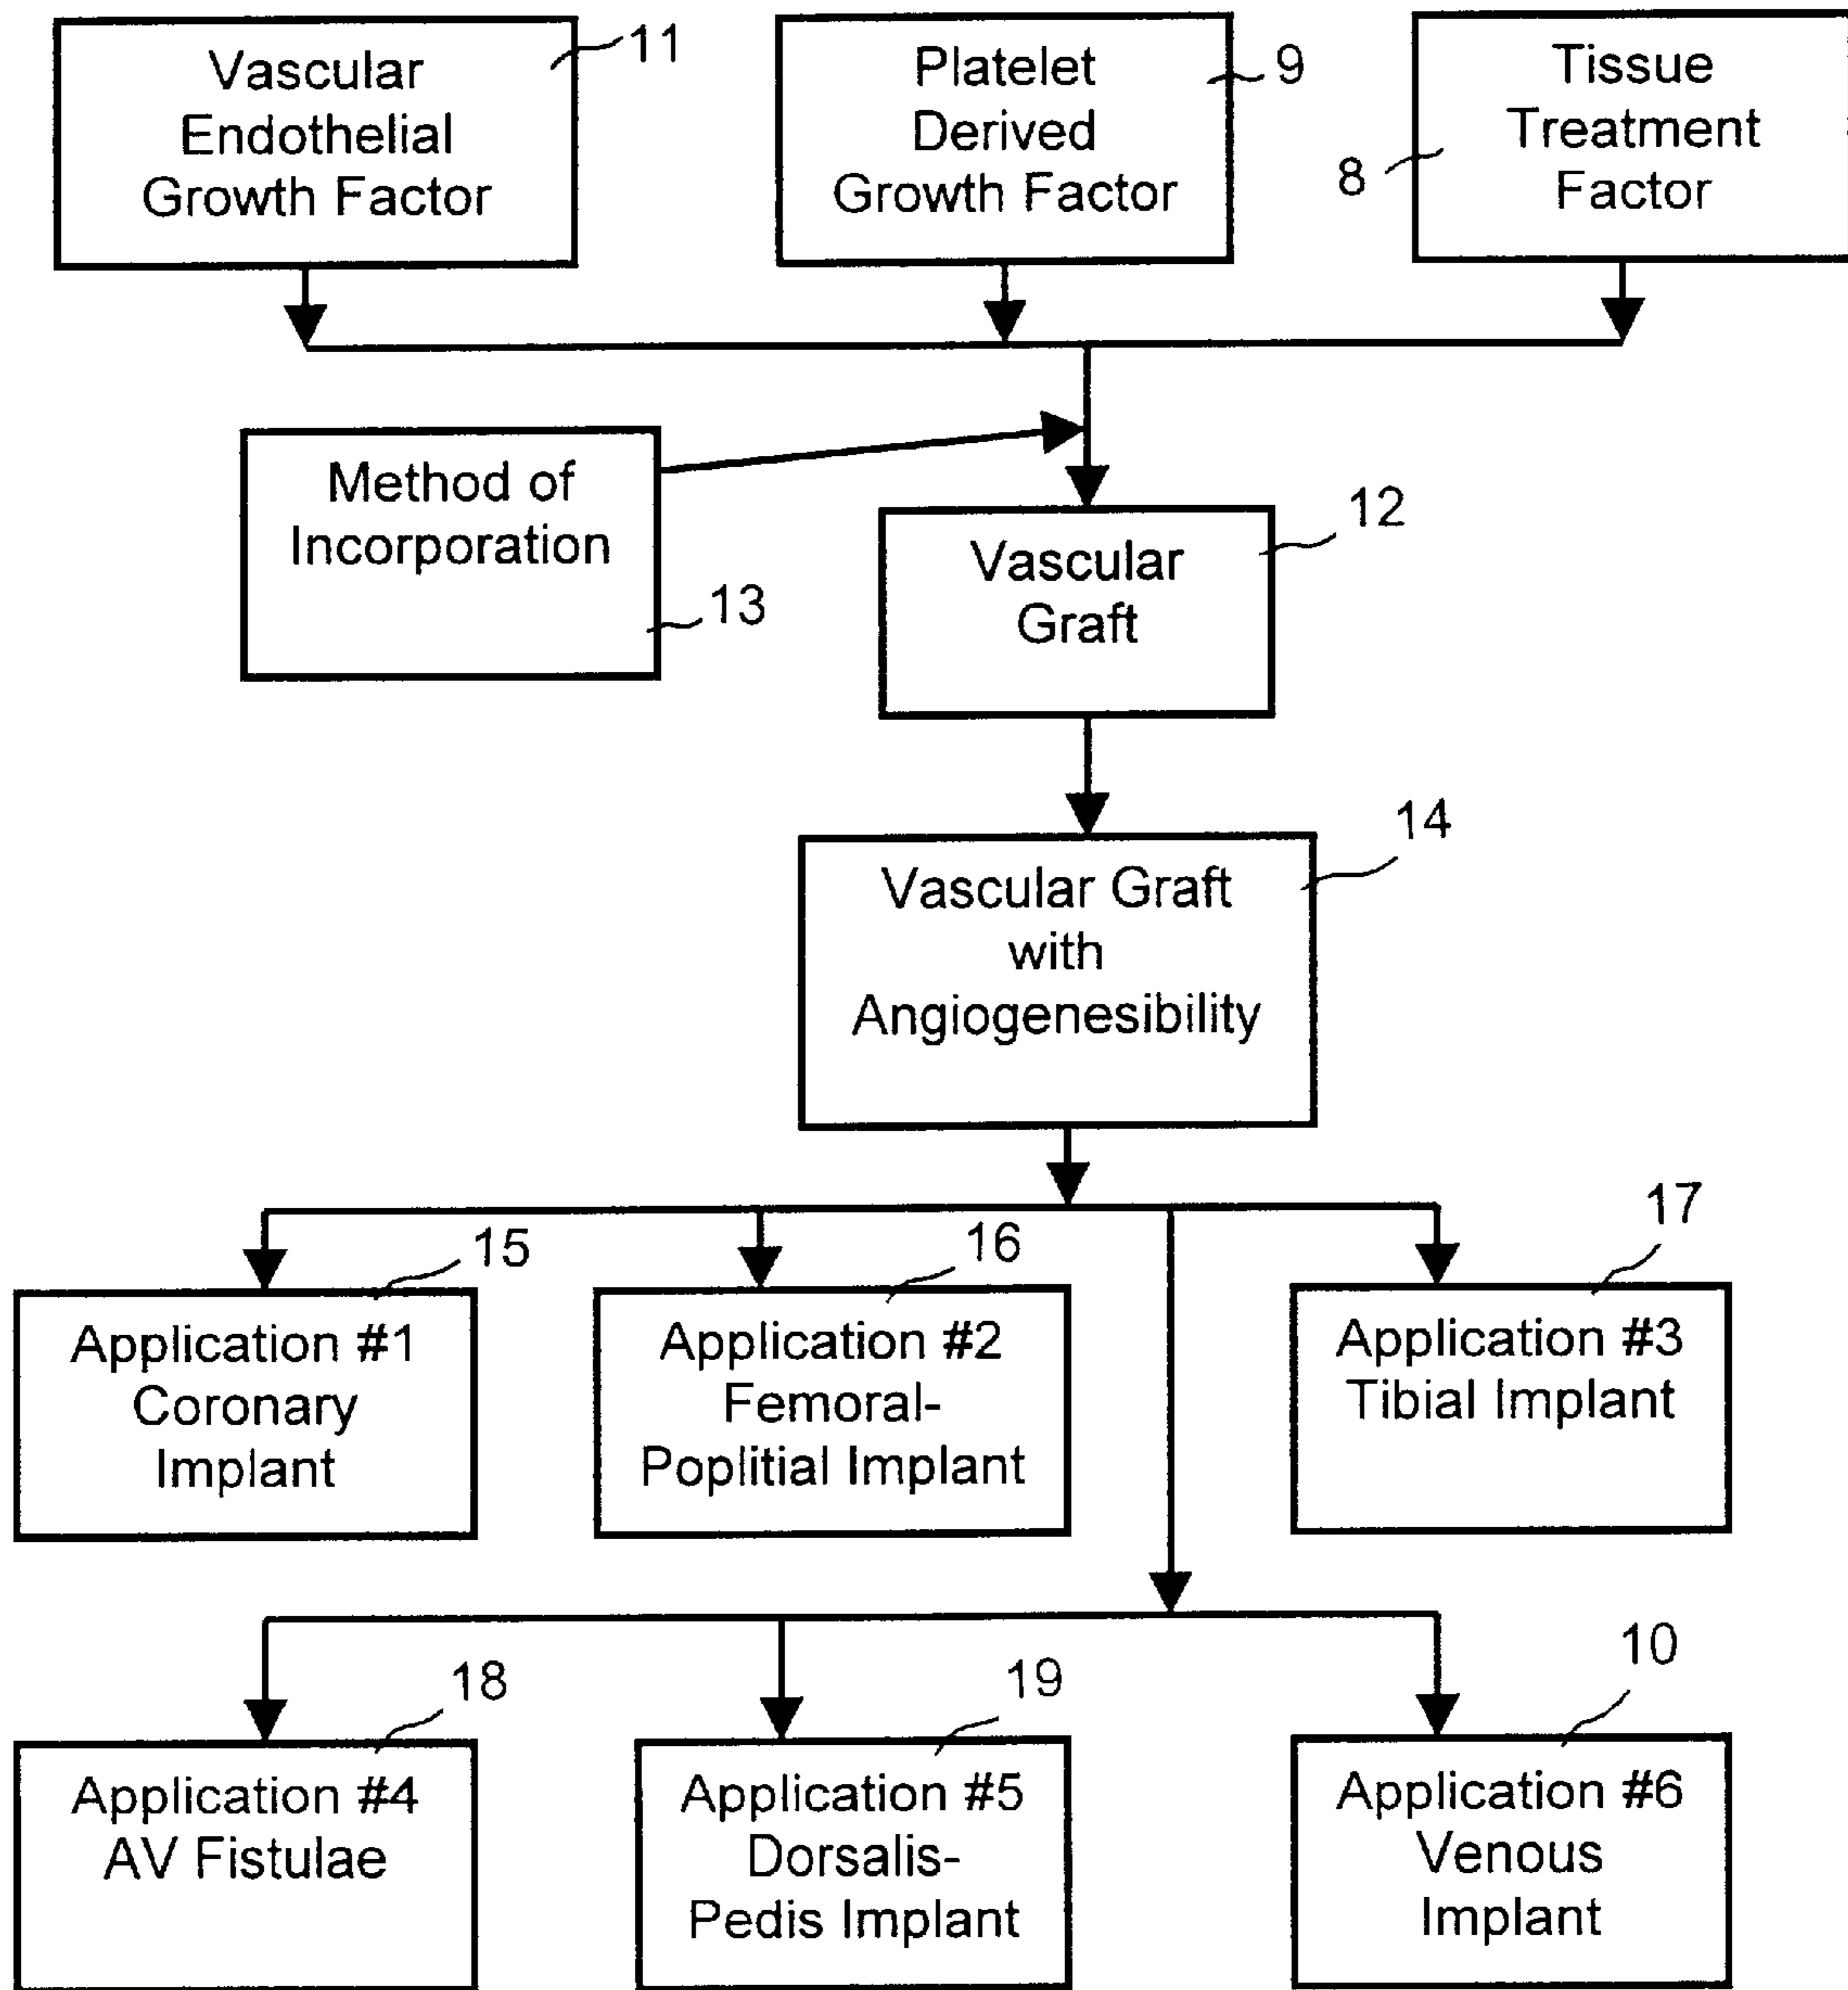 Vascular
Endothelial
Growth Factor
11
Platelet
Derived
Growth Factor
9
Tissue
Treatment
Factor
8
Method of
Incorporation
13
Vascular
Graft
12
Vascular Graft
with
Angiogenesibility
14
Application #1
Coronary
Implant
15
Application #2
Femoral-
Poplitial Implant
16
Application #3
Tibial Implant
17
Application #4
AV Fistulae
18
Application #5
Dorsalis-
Pedis Implant
19
Application #6
Venous
Implant
10